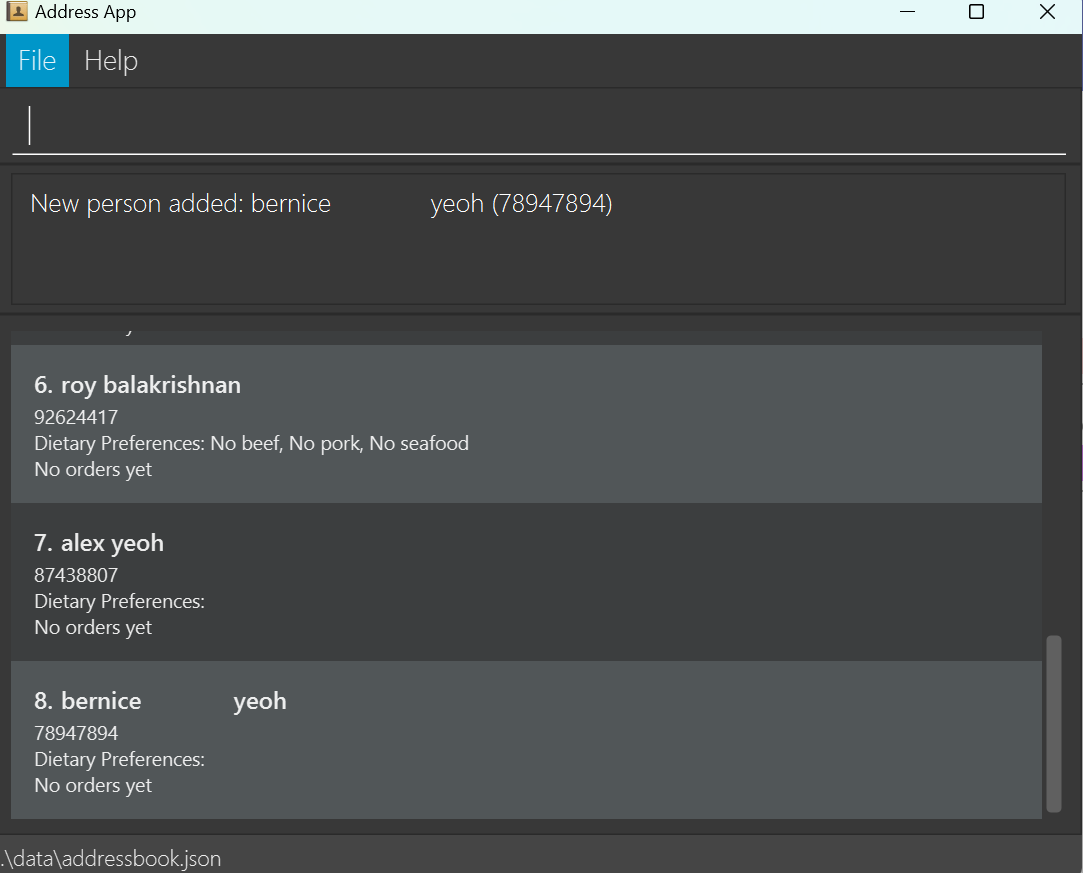 Address App
File Help
New person added: bernice             yeoh (78947894)
6. roy balakrishnan
92624417
Dietary Preferences: No beef, No pork, No seafood
No orders yet
7. alex yeoh
87438807
Dietary Preferences:
No orders yet
8. bernice             yeoh
78947894
Dietary Preferences:
No orders yet
.\data\addressbook.json